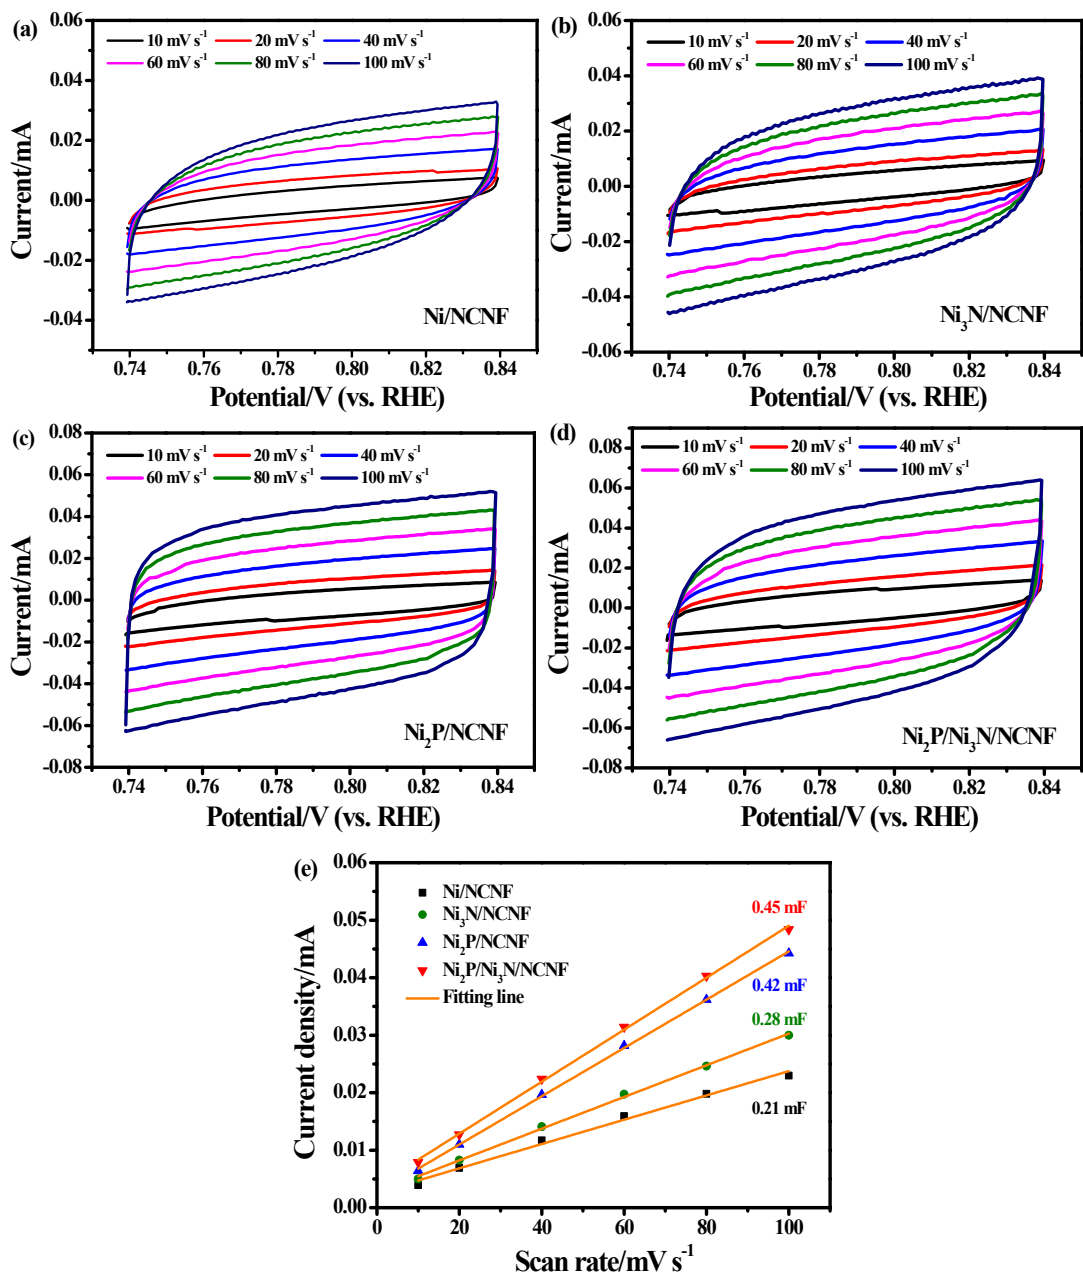 (a)
0.06
0.04
0.02
0.00
-0.02
-0.04
10 mV s⁻¹ 20 mV s⁻¹ 40 mV s⁻¹
60 mV s⁻¹ 80 mV s⁻¹ 100 mV s⁻¹
Current/mA
Ni/NCNF
0.74 0.76 0.78 0.80 0.82 0.84
Potential/V (vs. RHE)
(b)
0.06
0.04
0.02
0.00
-0.02
-0.04
-0.06
10 mV s⁻¹ 20 mV s⁻¹ 40 mV s⁻¹
60 mV s⁻¹ 80 mV s⁻¹ 100 mV s⁻¹
Current/mA
Ni₃N/NCNF
0.74 0.76 0.78 0.80 0.82 0.84
Potential/V (vs. RHE)
(c)
0.08
0.06
0.04
0.02
0.00
-0.02
-0.04
-0.06
-0.08
10 mV s⁻¹ 20 mV s⁻¹ 40 mV s⁻¹
60 mV s⁻¹ 80 mV s⁻¹ 100 mV s⁻¹
Current/mA
Ni₂P/NCNF
0.74 0.76 0.78 0.80 0.82 0.84
Potential/V (vs. RHE)
(d)
0.08
0.06
0.04
0.02
0.00
-0.02
-0.04
-0.06
-0.08
10 mV s⁻¹ 20 mV s⁻¹ 40 mV s⁻¹
60 mV s⁻¹ 80 mV s⁻¹ 100 mV s⁻¹
Current/mA
Ni₂P/Ni₃N/NCNF
0.74 0.76 0.78 0.80 0.82 0.84
Potential/V (vs. RHE)
(e)
0.06
0.05
0.04
0.03
0.02
0.01
0.00
Ni/NCNF
Ni₃N/NCNF
Ni₂P/NCNF
Ni₂P/Ni₃N/NCNF
Fitting line
0.45 mF
0.42 mF
0.28 mF
0.21 mF
Current density/mA
0 20 40 60 80 100
Scan rate/mV s⁻¹